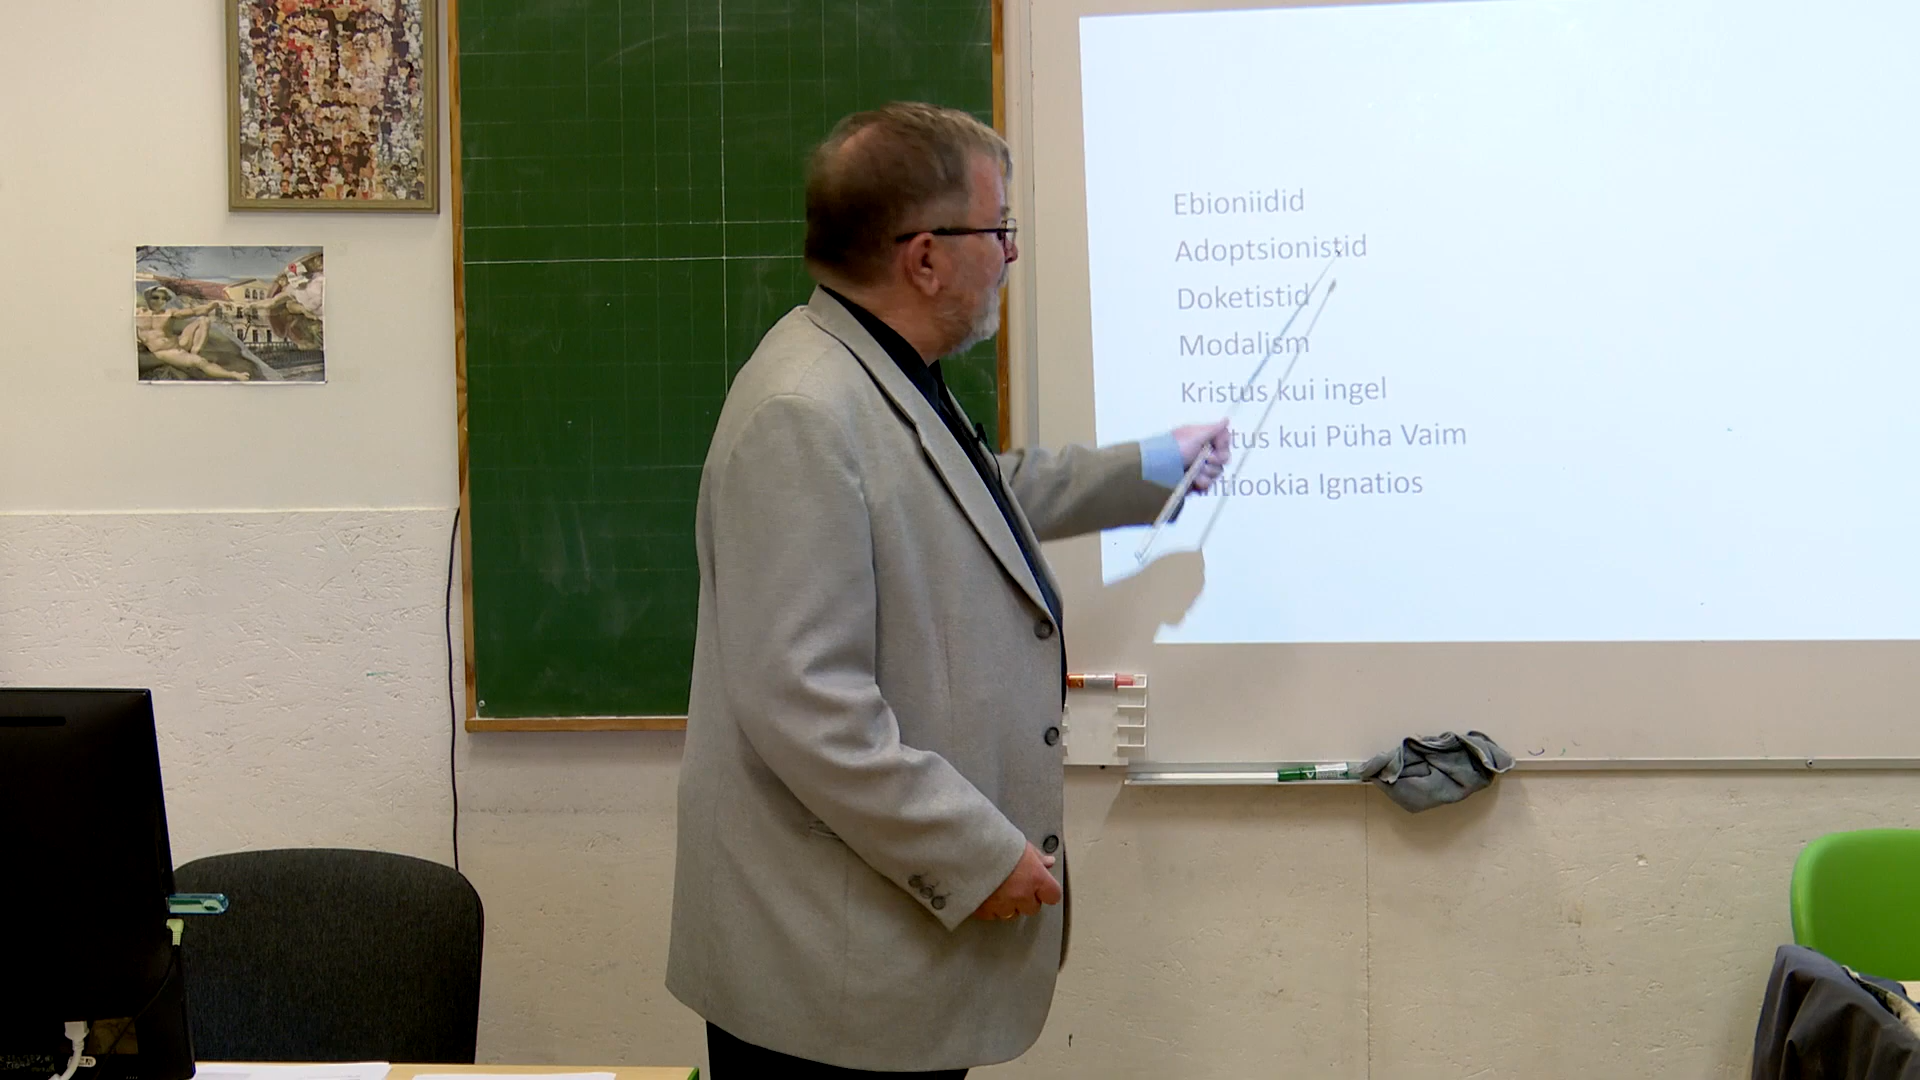 Ebioniidid
Adoptsionistid
Doketistid
Modalism
Kristus kui ingel
kui Püha Vaim
Ignatios